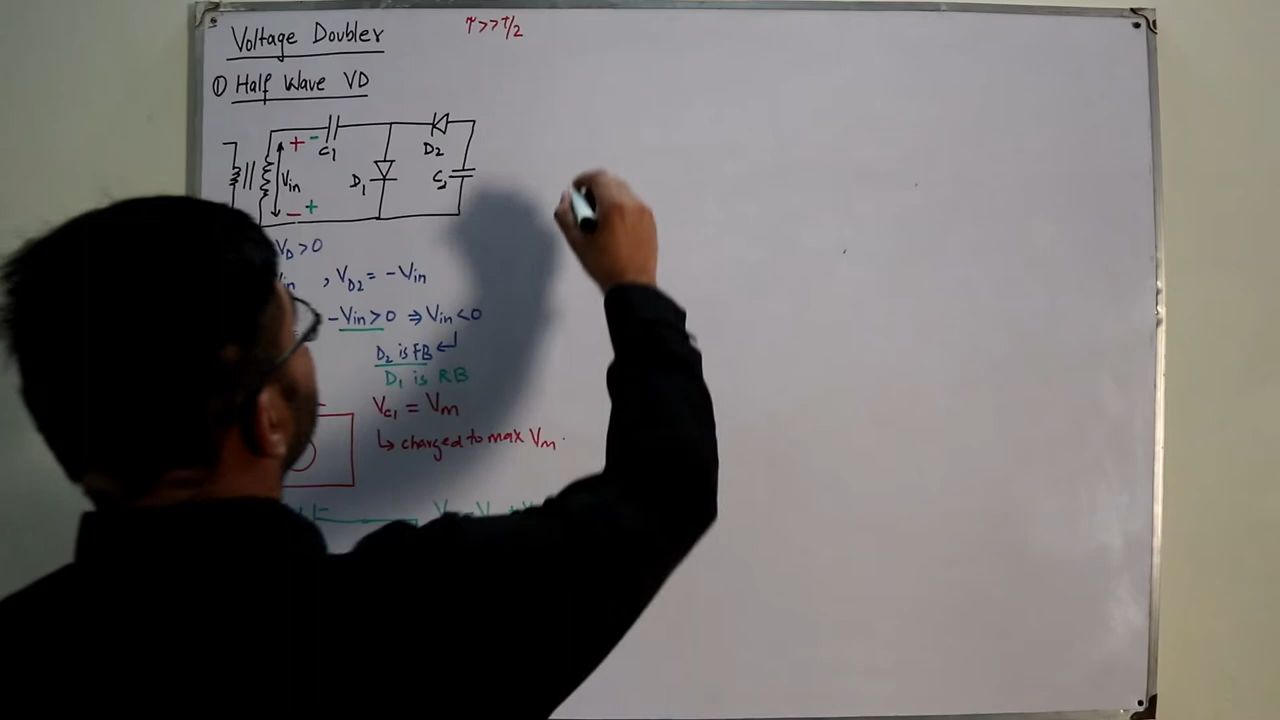 Voltage Doubler
τ>>T/2
① Half Wave VD
+ -
C1
D2
Vin
D1
C2
- +
VD>0
in , VD2 = -Vin
-Vin>0 ⇒ Vin<0
D2 is FB
D1 is RB
VC1 = Vm
↳ charged to max Vm.